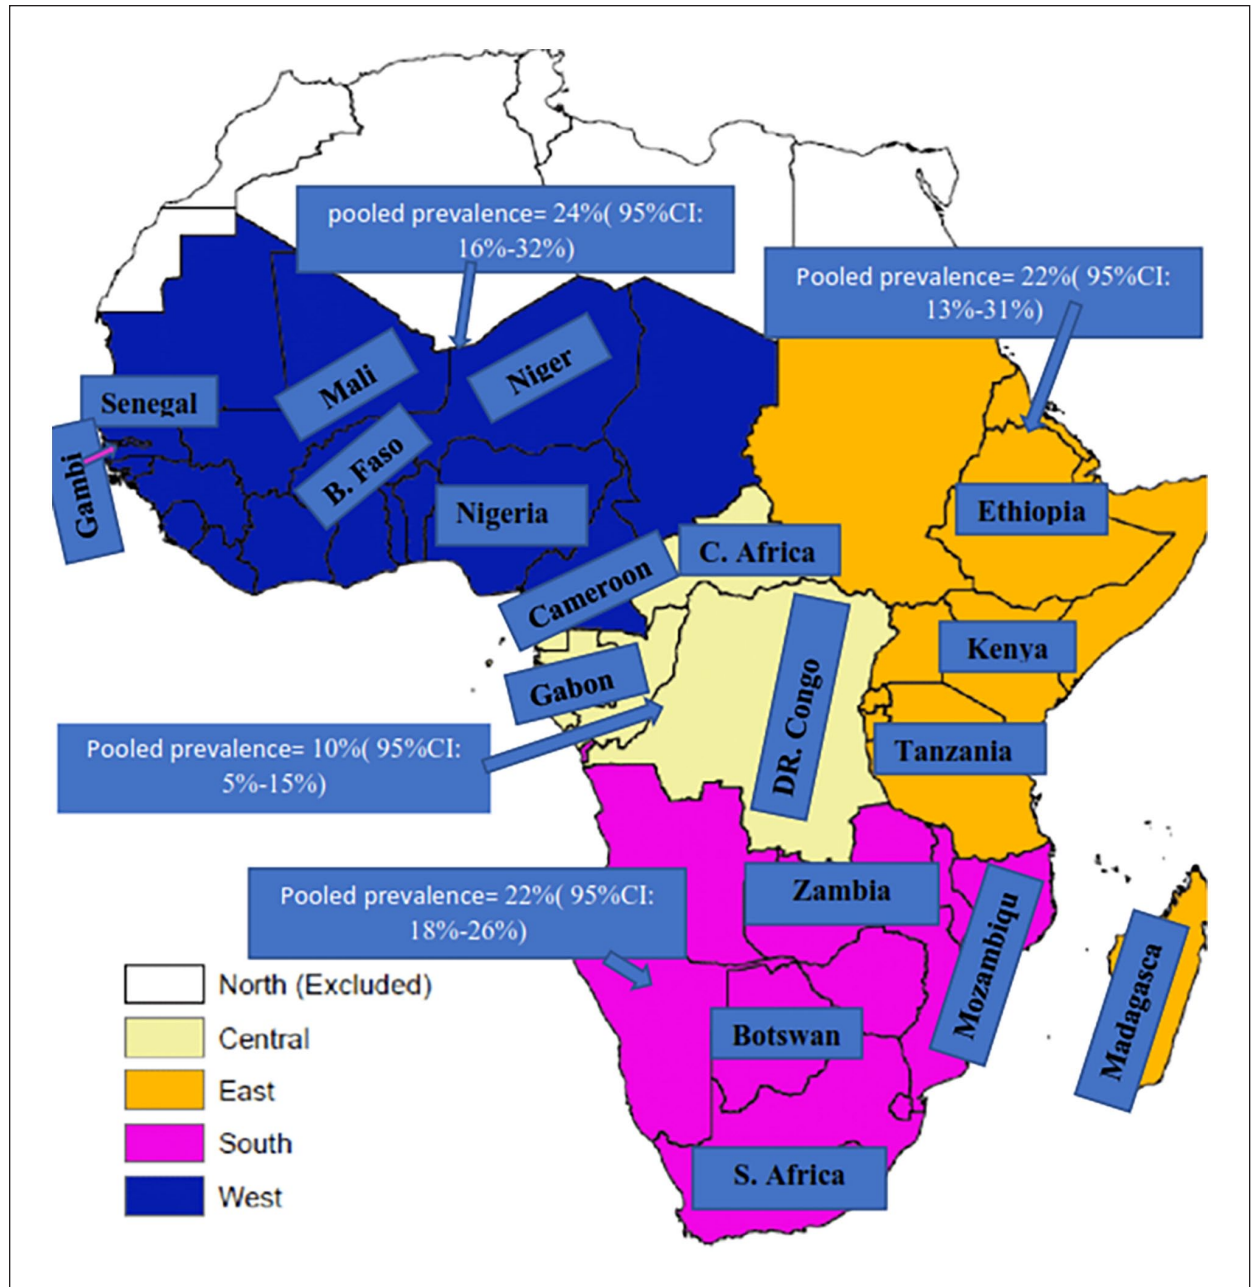 pooled prevalence= 24%( 95%CI:
16%-32%)
Pooled prevalence= 22%( 95%CI:
13%-31%)
Senegal
Mali
Niger
Gambi
B. Faso
Nigeria
Ethiopia
C. Africa
Cameroon
Kenya
Gabon
DR. Congo
Tanzania
Pooled prevalence= 10%( 95%CI:
5%-15%)
Pooled prevalence= 22%( 95%CI:
18%-26%)
Zambia
Mozambiqu
Madagasca
Botswan
S. Africa
North (Excluded)
Central
East
South
West